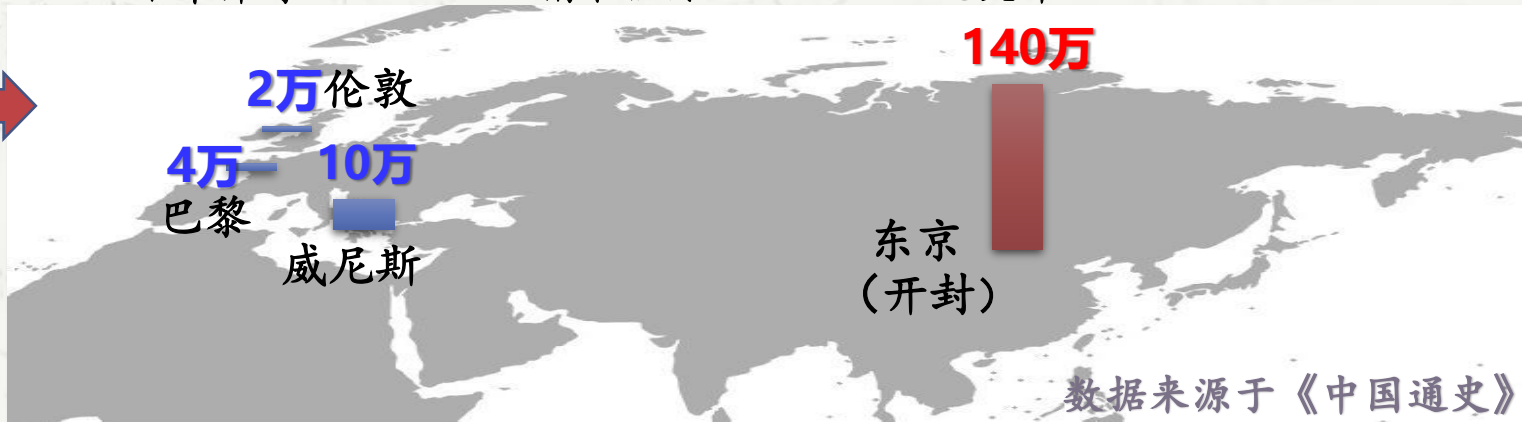 140万
2万伦敦
4万 10万
巴黎
威尼斯
东京
（开封）
数据来源于《中国通史》